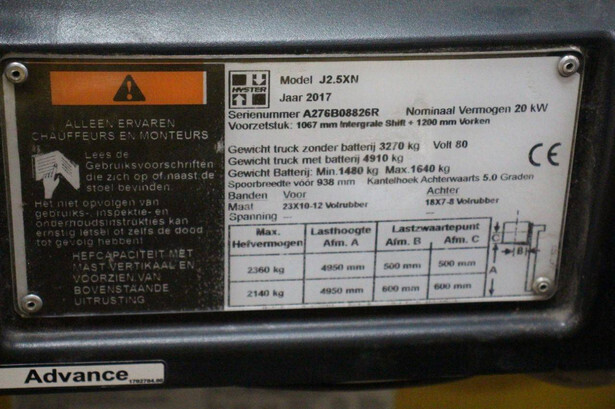 ALLEEN ERVAREN
CHAUFFEURS EN MONTEURS
Lees de
Gebruiksvoorschriften
die zich op of naast de
stoel bevinden.
Het niet opvolgen van
gebruiks-, inspektie- en
onderhoudsinstrukties kan
ernstig letsel of zelfs de dood
tot gevolg hebben!
HEFCAPACITEIT MET
MAST VERTIKAAL EN
VOORZIEN VAN
BOVENSTAANDE
UITRUSTING
HYSTER
Model J2.5XN
Jaar 2017
Serienummer A276B08826R Nominaal Vermogen 20 kW
Voorzetstuk: 1067 mm Intergrale Shift + 1200 mm Vorken
Gewicht truck zonder batterij 3270 kg Volt 80
Gewicht truck met batterij 4910 kg
Gewicht Batterij: Min.1480 kg Max.1640 kg
CE
Spoorbreedte vóór 938 mm Kantelhoek Achterwaarts 5.0 Graden
Banden Voor Achter
Maat 23X10-12 Volrubber 18X7-8 Volrubber
Spanning --- ---
Max. Hefvermogen Lasthoogte Afm. A Lastzwaartepunt Afm. B Afm. C
2360 kg 4950 mm 500 mm 500 mm
2140 kg 4950 mm 600 mm 600 mm
C
B
A
Advance